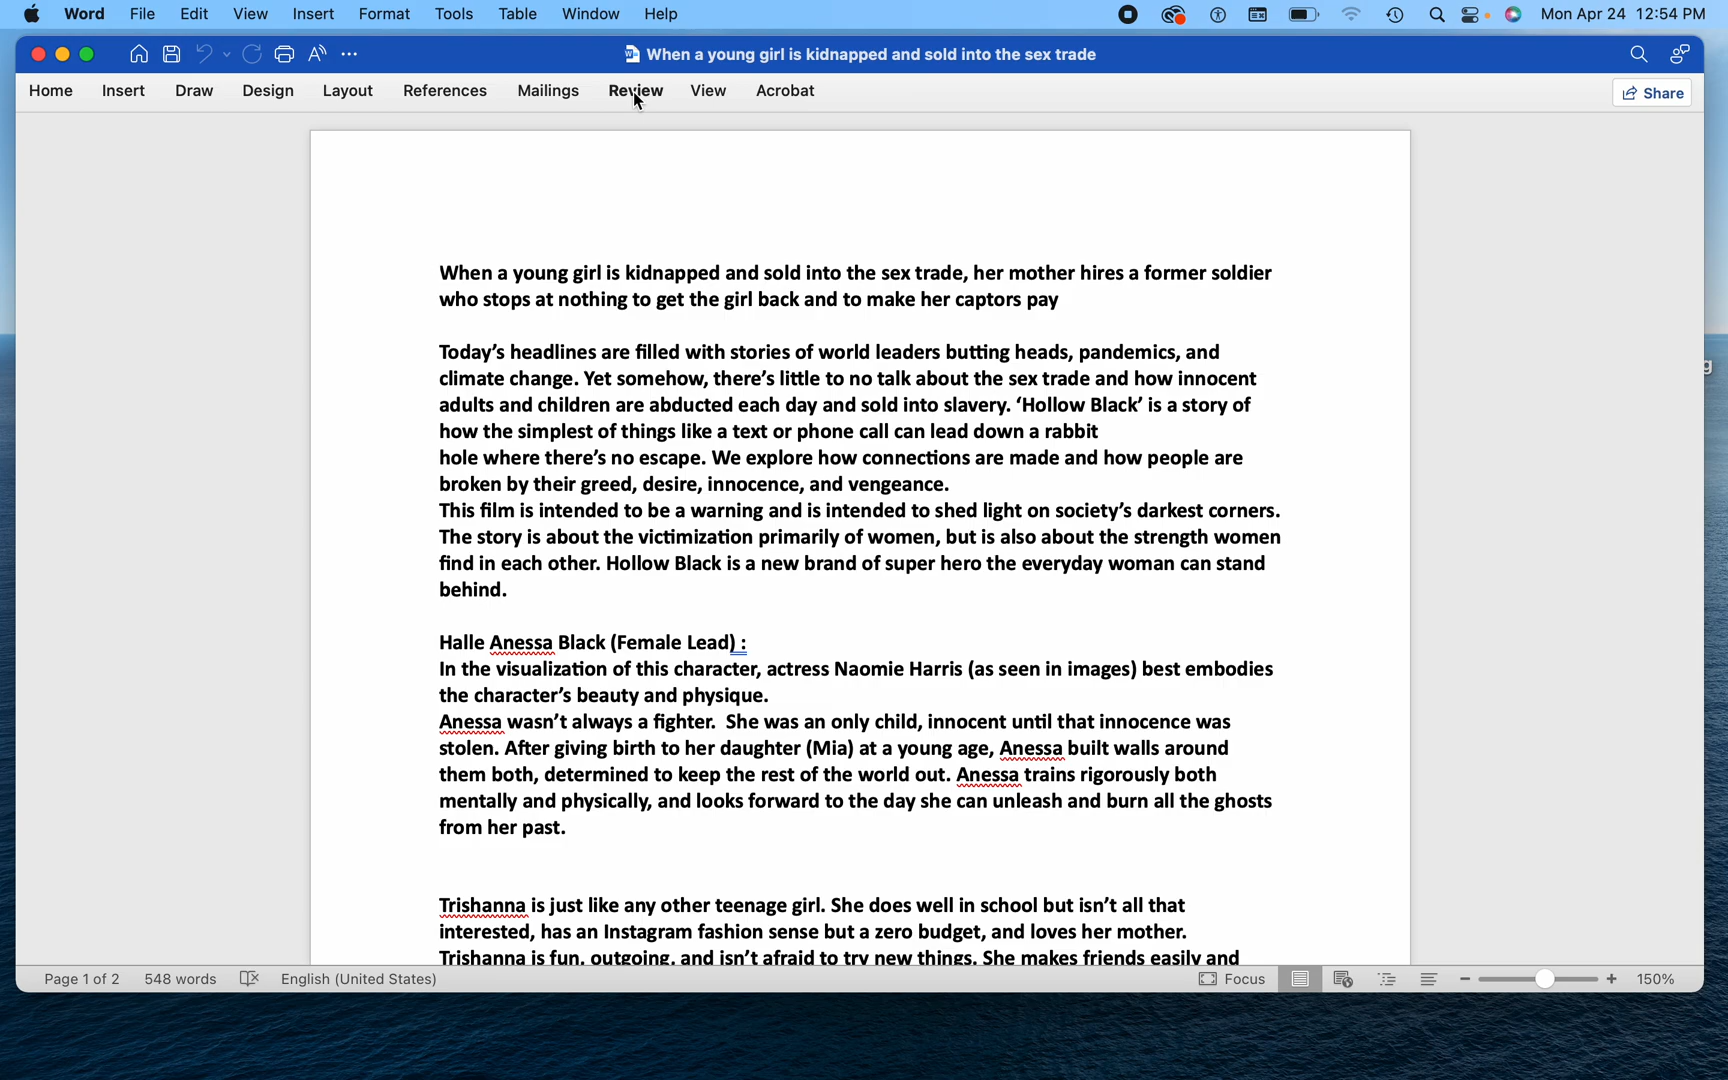 Word File Edit View Insert Format Tools Table Window Help Mon Apr 24 12:54 PM
When a young girl is kidnapped and sold into the sex trade
Home Insert Draw Design Layout References Mailings Review View Acrobat Share
When a young girl is kidnapped and sold into the sex trade, her mother hires a former soldier
who stops at nothing to get the girl back and to make her captors pay
Today’s headlines are filled with stories of world leaders butting heads, pandemics, and
climate change. Yet somehow, there’s little to no talk about the sex trade and how innocent
adults and children are abducted each day and sold into slavery. ‘Hollow Black’ is a story of
how the simplest of things like a text or phone call can lead down a rabbit
hole where there’s no escape. We explore how connections are made and how people are
broken by their greed, desire, innocence, and vengeance.
This film is intended to be a warning and is intended to shed light on society’s darkest corners.
The story is about the victimization primarily of women, but is also about the strength women
find in each other. Hollow Black is a new brand of super hero the everyday woman can stand
behind.
Halle Anessa Black (Female Lead) :
In the visualization of this character, actress Naomie Harris (as seen in images) best embodies
the character’s beauty and physique.
Anessa wasn’t always a fighter.  She was an only child, innocent until that innocence was
stolen. After giving birth to her daughter (Mia) at a young age, Anessa built walls around
them both, determined to keep the rest of the world out. Anessa trains rigorously both
mentally and physically, and looks forward to the day she can unleash and burn all the ghosts
from her past.
Trishanna is just like any other teenage girl. She does well in school but isn’t all that
interested, has an Instagram fashion sense but a zero budget, and loves her mother.
Trishanna is fun, outgoing, and isn’t afraid to try new things. She makes friends easily and
Page 1 of 2 548 words English (United States) Focus 150%